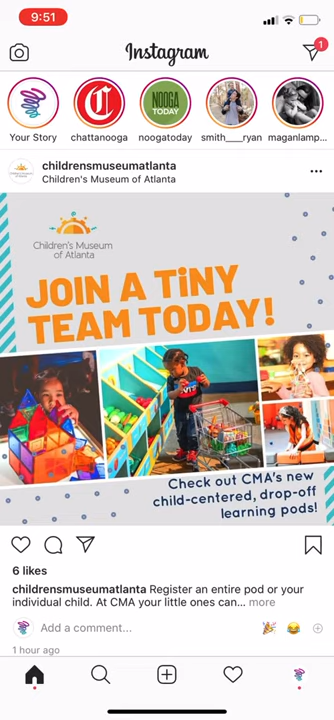 9:51
Instagram
1
Your Story
chattanooga
NOOGA
TODAY
noogatoday
smith___ryan
maganlamp...
childrensmuseumatlanta
Children's Museum of Atlanta
Children's Museum
of Atlanta
JOIN A TiNY
TEAM TODAY!
Check out CMA's new
child-centered, drop-off
learning pods!
6 likes
childrensmuseumatlanta Register an entire pod or your
individual child. At CMA your little ones can... more
Add a comment...
1 hour ago